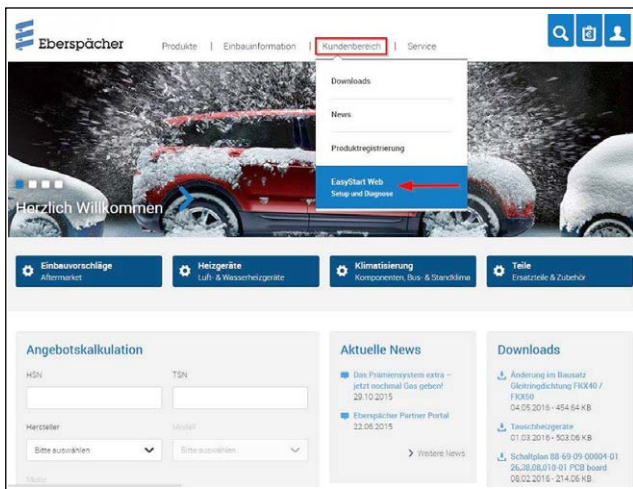 Eberspächer
Produkte | Einbauinformation | Kundenbereich | Service
Downloads
News
Produktregistrierung
EasyStart Web
Setup und Diagnose
Herzlich Willkommen
Einbauvorschläge
Aftermarket
Heizgeräte
Luft- & Wasserheizgeräte
Klimatisierung
Komponenten, Bus- & Standklima
Teile
Ersatzteile & Zubehör
Angebotskalkulation
HSN
TSN
Hersteller
Modell
Bitte auswählen
Bitte auswählen
Motor
Aktuelle News
Das Prämiensystem extra –
jetzt nochmal Gas geben!
29.10.2015
Eberspächer Partner Portal
22.06.2015
Weitere News
Downloads
Änderung im Bausatz
Gleitringdichtung FKX40 /
FKX50
04.05.2016 - 454.64 KB
Tauschheizgeräte
01.03.2016 - 503.06 KB
Schaltplan 88-69-09-00004-01
26,38,08,010-01 PCB board
08.02.2016 - 214.06 KB